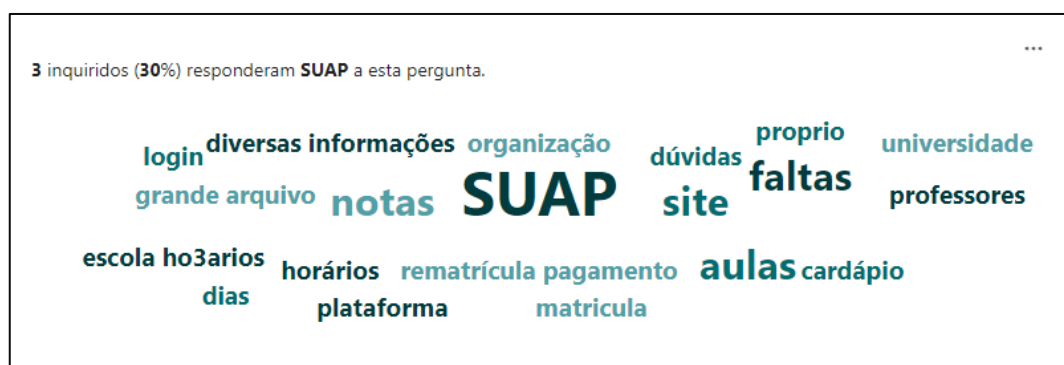 ...
3 inquiridos (30%) responderam SUAP a esta pergunta.
login diversas informações organização dúvidas proprio universidade
grande arquivo notas SUAP site faltas professores
escola ho3arios horários rematrícula pagamento aulas cardápio
dias plataforma matricula